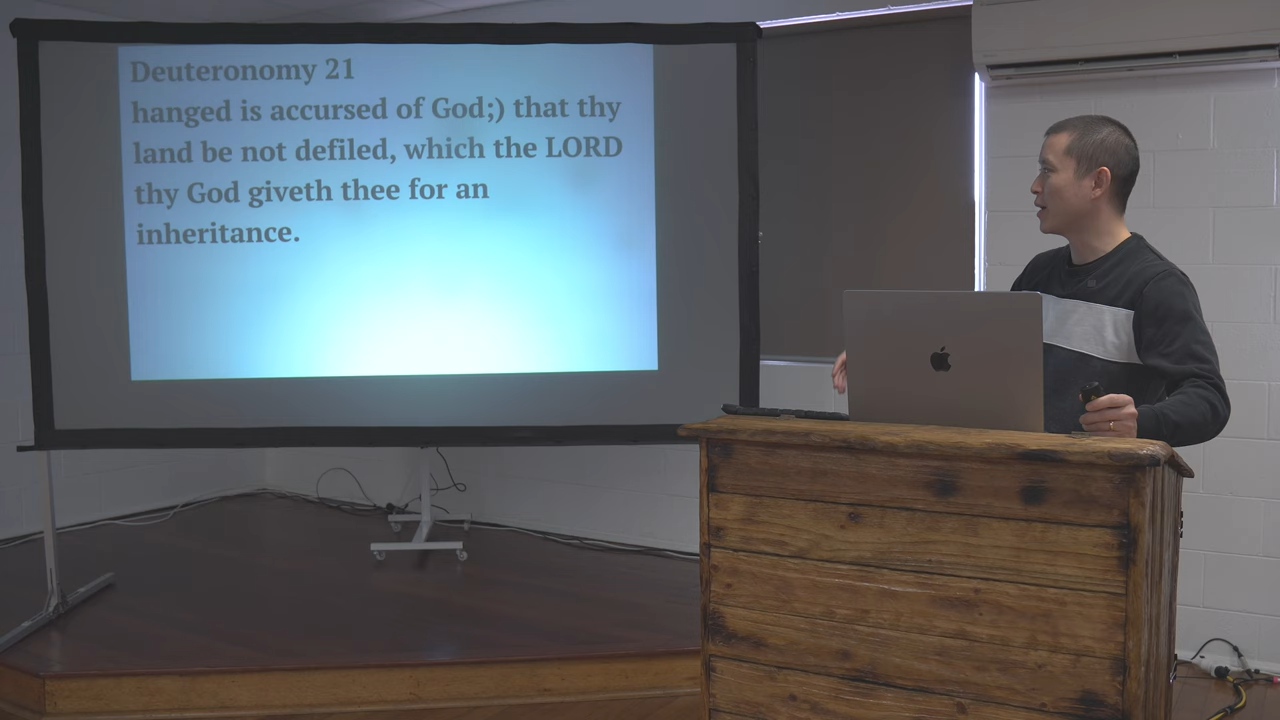 Deuteronomy 21
hanged is accursed of God;) that thy
land be not defiled, which the LORD
thy God giveth thee for an
inheritance.